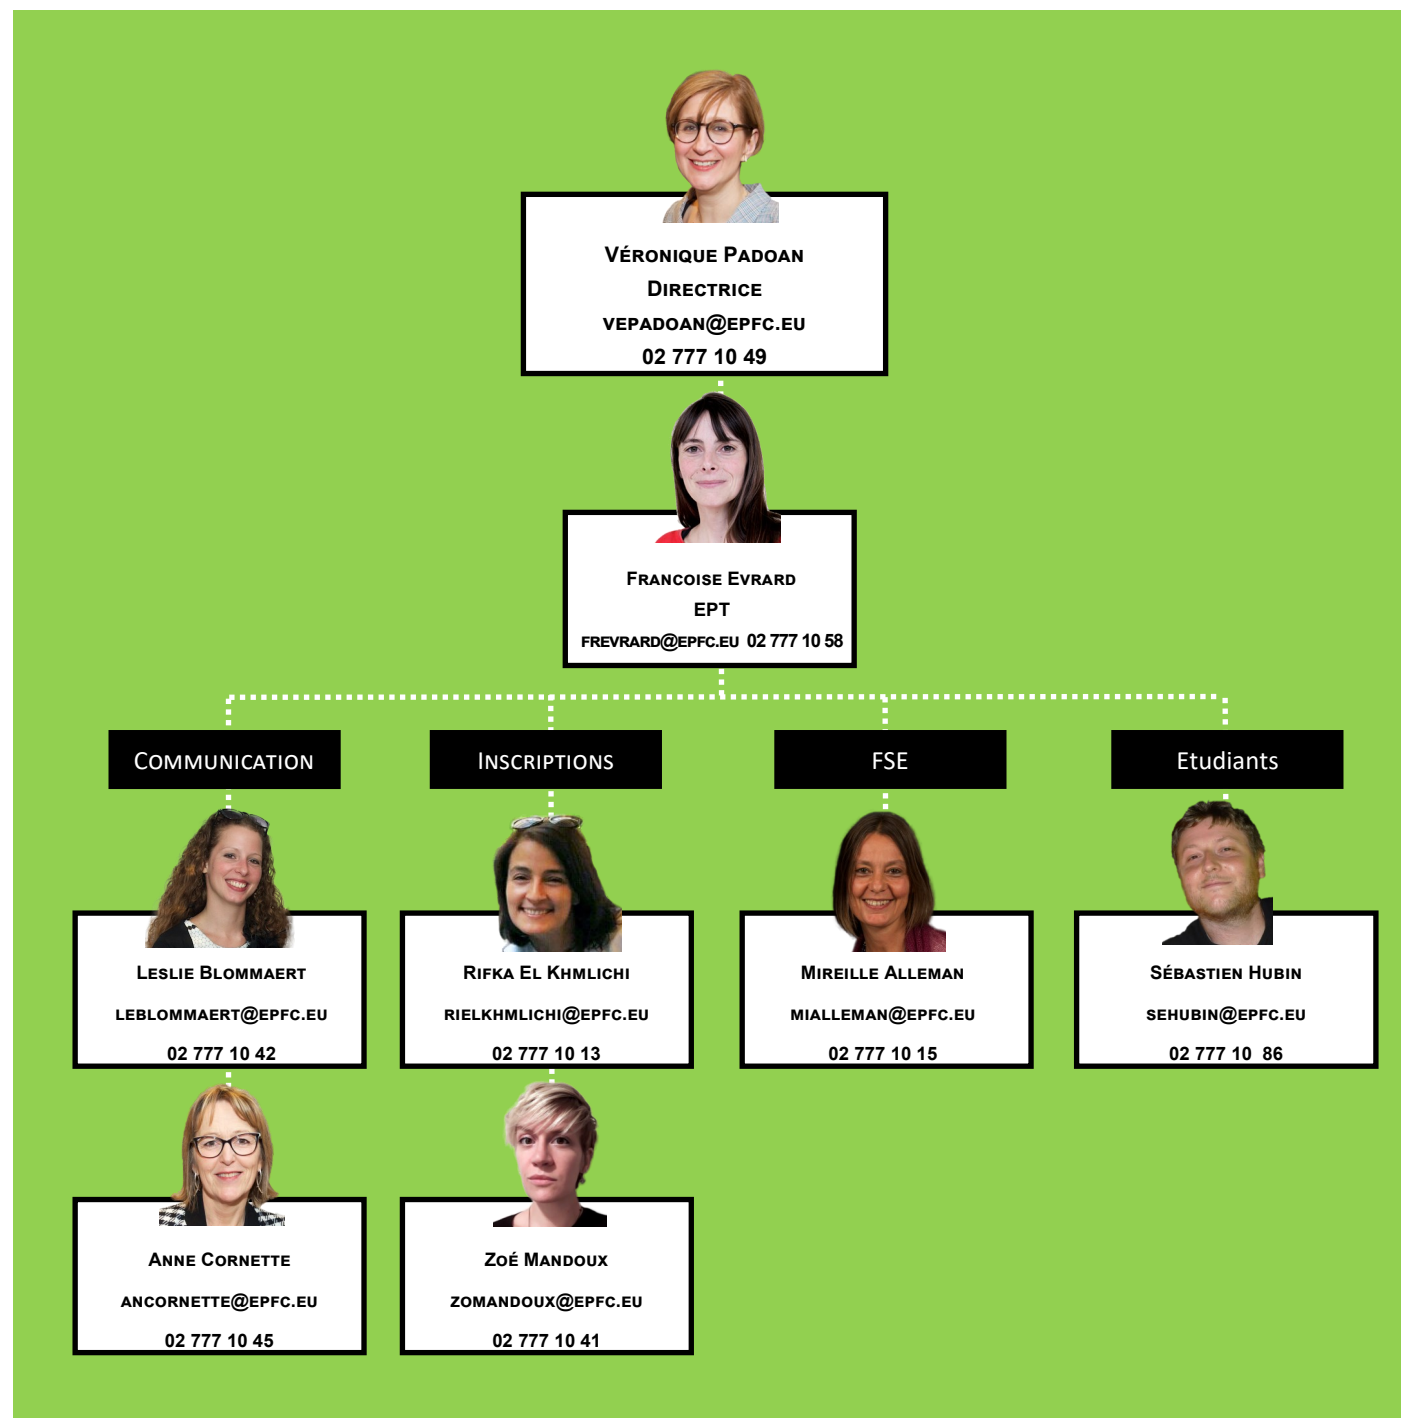 Véronique Padoan
Directrice
vepadoan@epfc.eu
02 777 10 49
Francoise Evrard
EPT
frevrard@epfc.eu 02 777 10 58
Communication
Inscriptions
FSE
Etudiants
Leslie Blommaert
leblommaert@epfc.eu
02 777 10 42
Rifka El Khmlichi
rielkhmlichi@epfc.eu
02 777 10 13
Mireille Alleman
mialleman@epfc.eu
02 777 10 15
Sébastien Hubin
sehubin@epfc.eu
02 777 10  86
Anne Cornette
ancornette@epfc.eu
02 777 10 45
Zoé Mandoux
zomandoux@epfc.eu
02 777 10 41